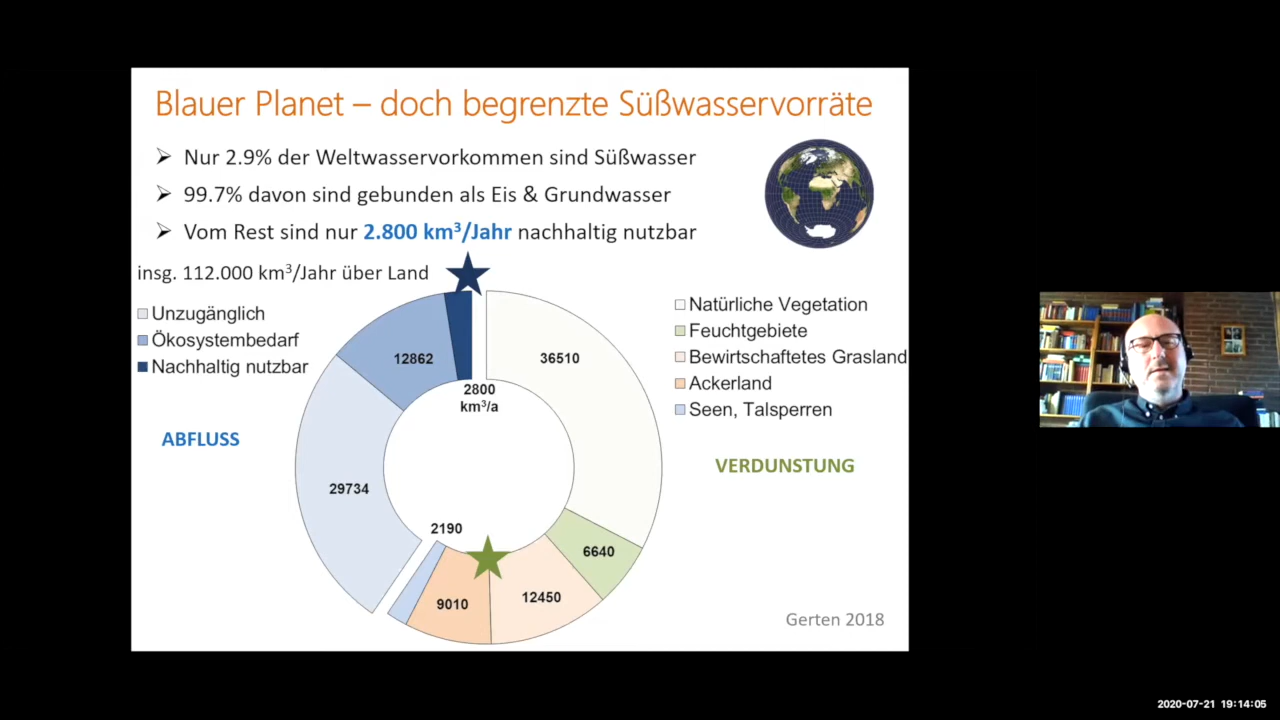 Blauer Planet – doch begrenzte Süßwasservorräte
➢ Nur 2.9% der Weltwasservorkommen sind Süßwasser
➢ 99.7% davon sind gebunden als Eis & Grundwasser
➢ Vom Rest sind nur 2.800 km³/Jahr nachhaltig nutzbar
insg. 112.000 km³/Jahr über Land
Unzugänglich
Ökosystembedarf
Nachhaltig nutzbar
ABFLUSS
12862
2800
km³/a
29734
2190
9010
12450
6640
36510
Natürliche Vegetation
Feuchtgebiete
Bewirtschaftetes Grasland
Ackerland
Seen, Talsperren
VERDUNSTUNG
Gerten 2018
2020-07-21 19:14:05